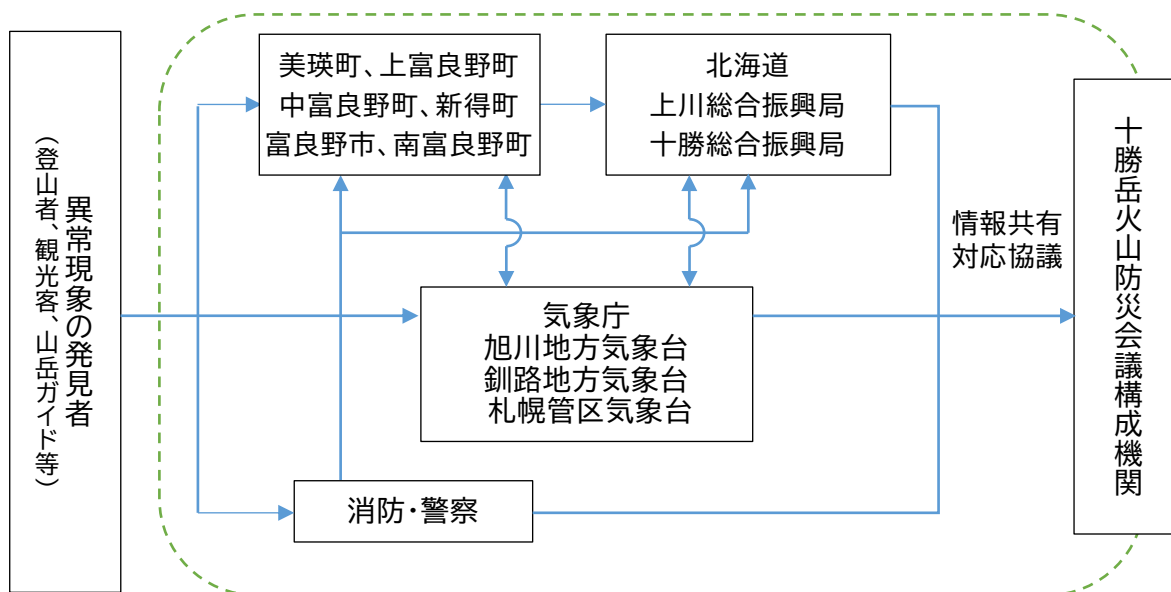 異常現象の発見者
（登山者、観光客、山岳ガイド等）
美瑛町、上富良野町
中富良野町、新得町
富良野市、南富良野町
北海道
上川総合振興局
十勝総合振興局
気象庁
旭川地方気象台
釧路地方気象台
札幌管区気象台
消防・警察
情報共有
対応協議
十勝岳火山防災会議構成機関